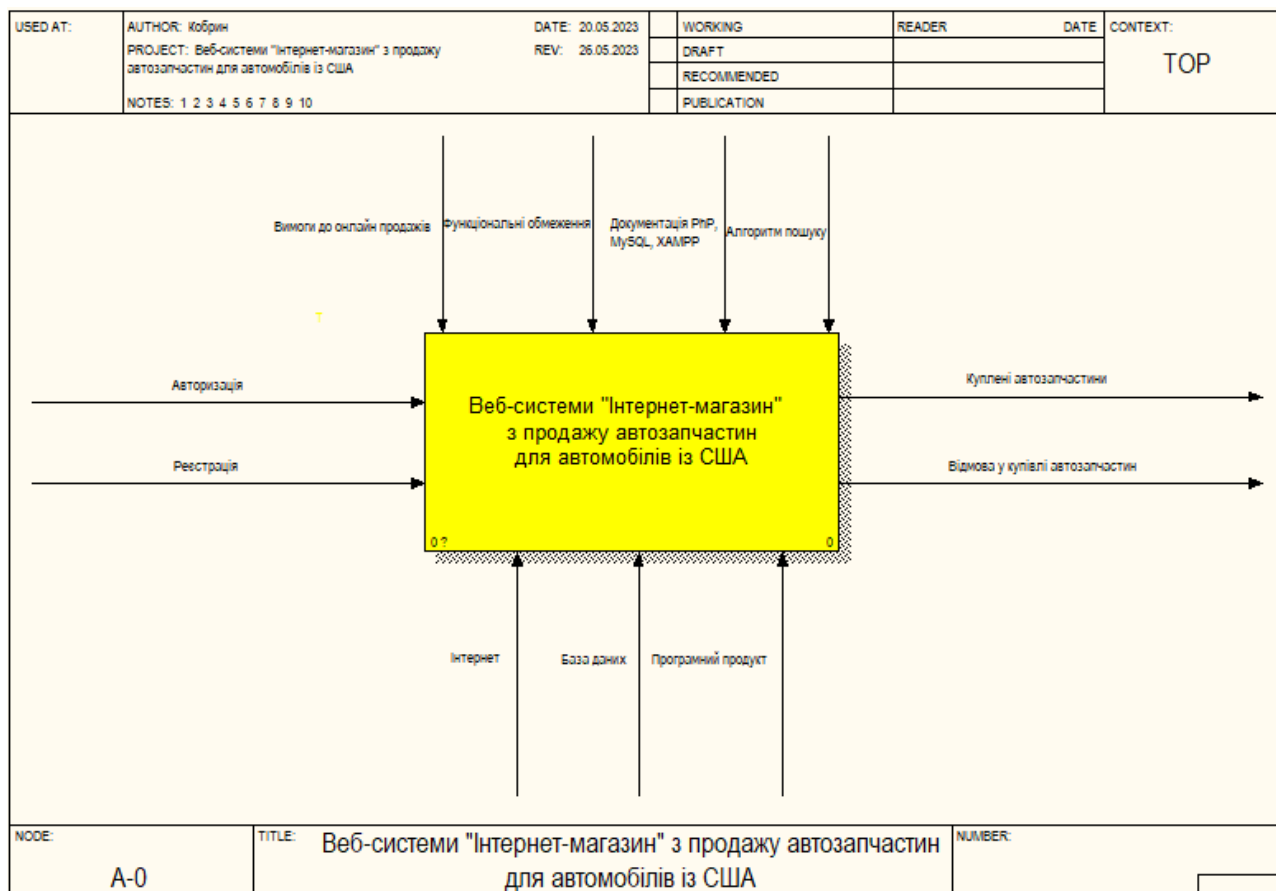 USED AT:
AUTHOR: Кобрин
DATE: 20.05.2023
PROJECT: Веб-системи "Інтернет-магазин" з продажу
автозапчастин для автомобілів із США
REV: 26.05.2023
NOTES: 1 2 3 4 5 6 7 8 9 10
WORKING
DRAFT
RECOMMENDED
PUBLICATION
READER
DATE
CONTEXT:
TOP
Вимоги до онлайн продажів
Функціональні обмеження
Документація PhP,
MySQL, XAMPP
Алгоритм пошуку
T
Авторизація
Реєстрація
Веб-системи "Інтернет-магазин"
з продажу автозапчастин
для автомобілів із США
0 ?
0
Куплені автозапчастини
Відмова у купівлі автозапчастин
Інтернет
База даних
Програмний продукт
NODE:
A-0
TITLE:
Веб-системи "Інтернет-магазин" з продажу автозапчастин
для автомобілів із США
NUMBER: